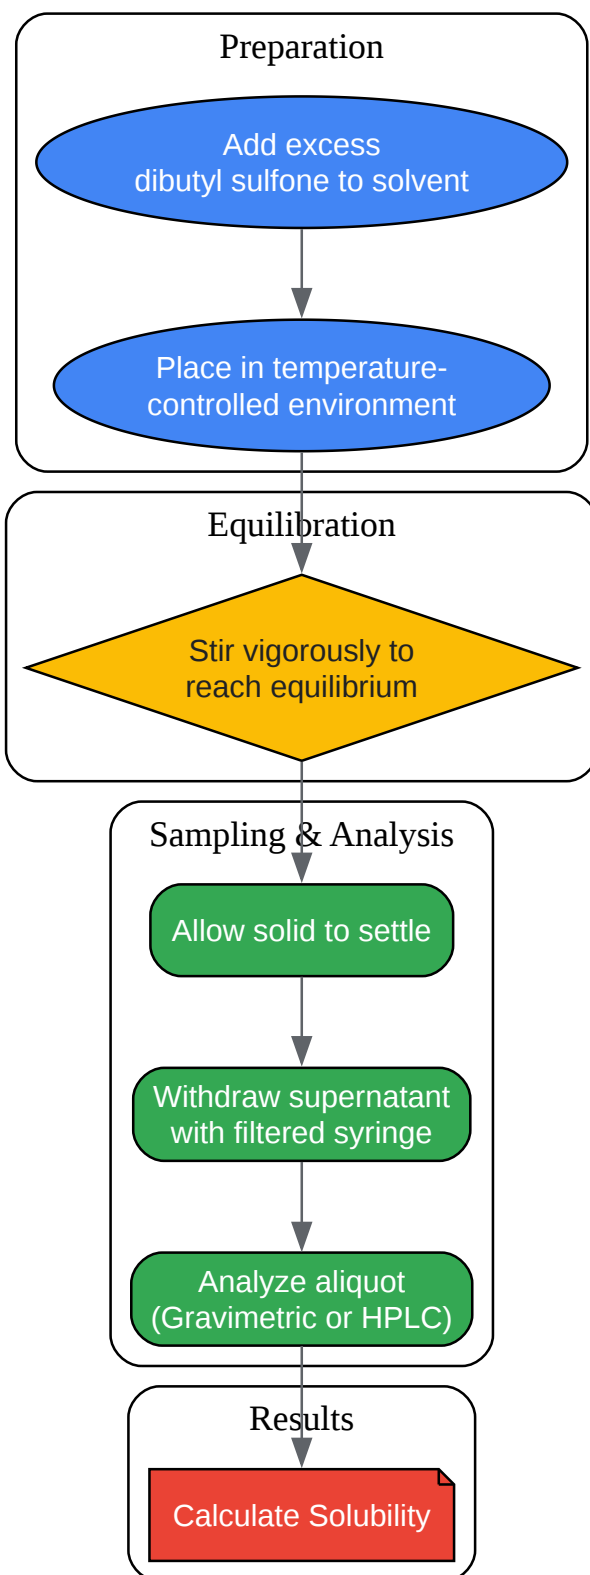 Preparation
Add excess
dibutyl sulfone to solvent
Place in temperature-
controlled environment
Equilibration
Stir vigorously to
reach equilibrium
Sampling & Analysis
Allow solid to settle
Withdraw supernatant
with filtered syringe
Analyze aliquot
(Gravimetric or HPLC)
Results
Calculate Solubility